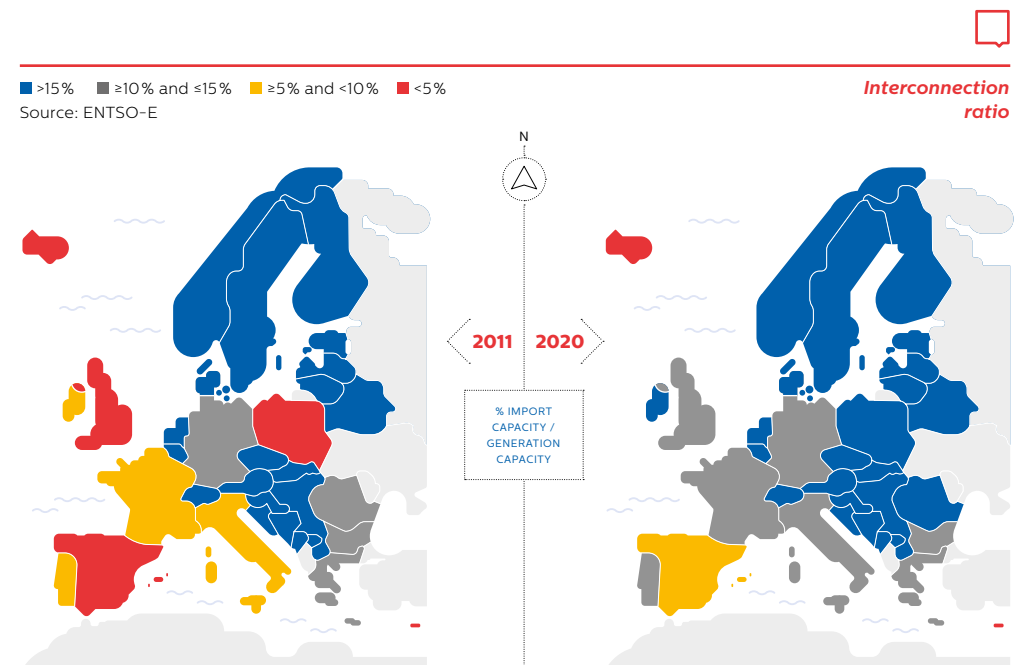 >15% ≥10% and ≤15% ≥5% and <10% <5%
Source: ENTSO-E
Interconnection
ratio
N
2011 2020
% IMPORT
CAPACITY /
GENERATION
CAPACITY